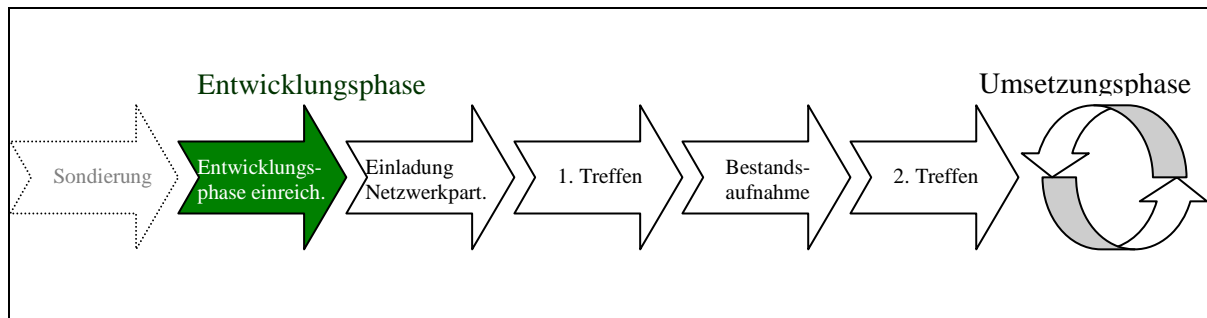 Entwicklungsphase
Umsetzungsphase
Sondierung
Entwicklungs-
phase einreich.
Einladung
Netzwerkpart.
1. Treffen
Bestands-
aufnahme
2. Treffen